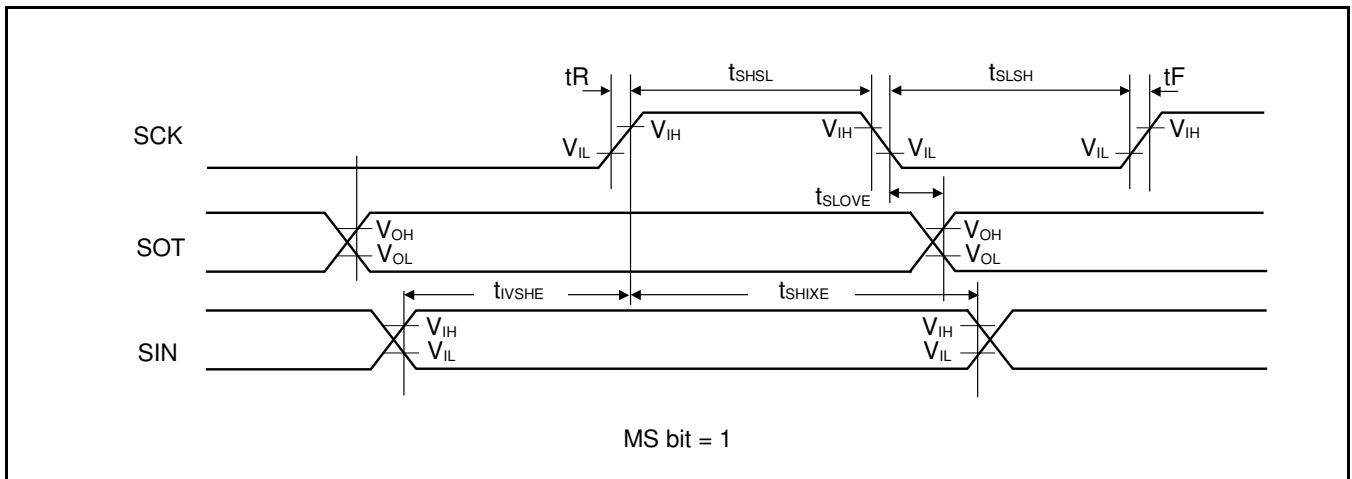 tR tSHSL tSLSH tF
SCK VIH VIH VIH
VIL VIL VIL
tSLOVE
SOT VOH VOH
VOL VOL
tIVSHE tSHIXE
SIN VIH VIH
VIL VIL
MS bit = 1